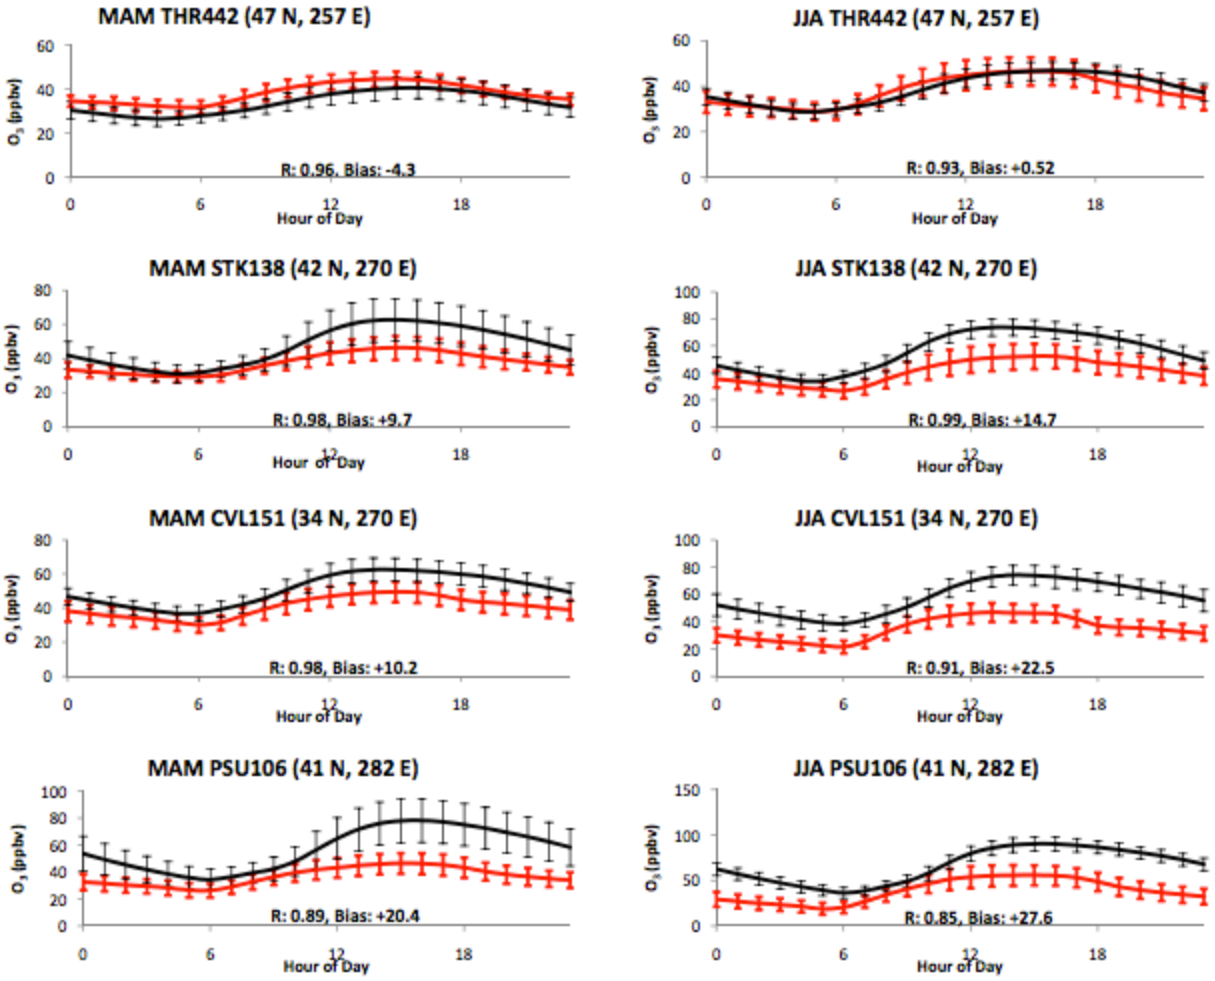 MAM THR442 (47 N, 257 E)
60
40
20
0
O3 (ppbv)
R: 0.96, Bias: -4.3
0 6 12 18
Hour of Day
JJA THR442 (47 N, 257 E)
60
40
20
0
O3 (ppbv)
R: 0.93, Bias: +0.52
0 6 12 18
Hour of Day
MAM STK138 (42 N, 270 E)
80
60
40
20
0
O3 (ppbv)
R: 0.98, Bias: +9.7
0 6 12 18
Hour of Day
JJA STK138 (42 N, 270 E)
100
80
60
40
20
0
O3 (ppbv)
R: 0.99, Bias: +14.7
0 6 12 18
Hour of Day
MAM CVL151 (34 N, 270 E)
80
60
40
20
0
O3 (ppbv)
R: 0.98, Bias: +10.2
0 6 12 18
Hour of Day
JJA CVL151 (34 N, 270 E)
100
80
60
40
20
0
O3 (ppbv)
R: 0.91, Bias: +22.5
0 6 12 18
Hour of Day
MAM PSU106 (41 N, 282 E)
100
80
60
40
20
0
O3 (ppbv)
R: 0.89, Bias: +20.4
0 6 12 18
Hour of Day
JJA PSU106 (41 N, 282 E)
150
100
50
0
O3 (ppbv)
R: 0.85, Bias: +27.6
0 6 12 18
Hour of Day